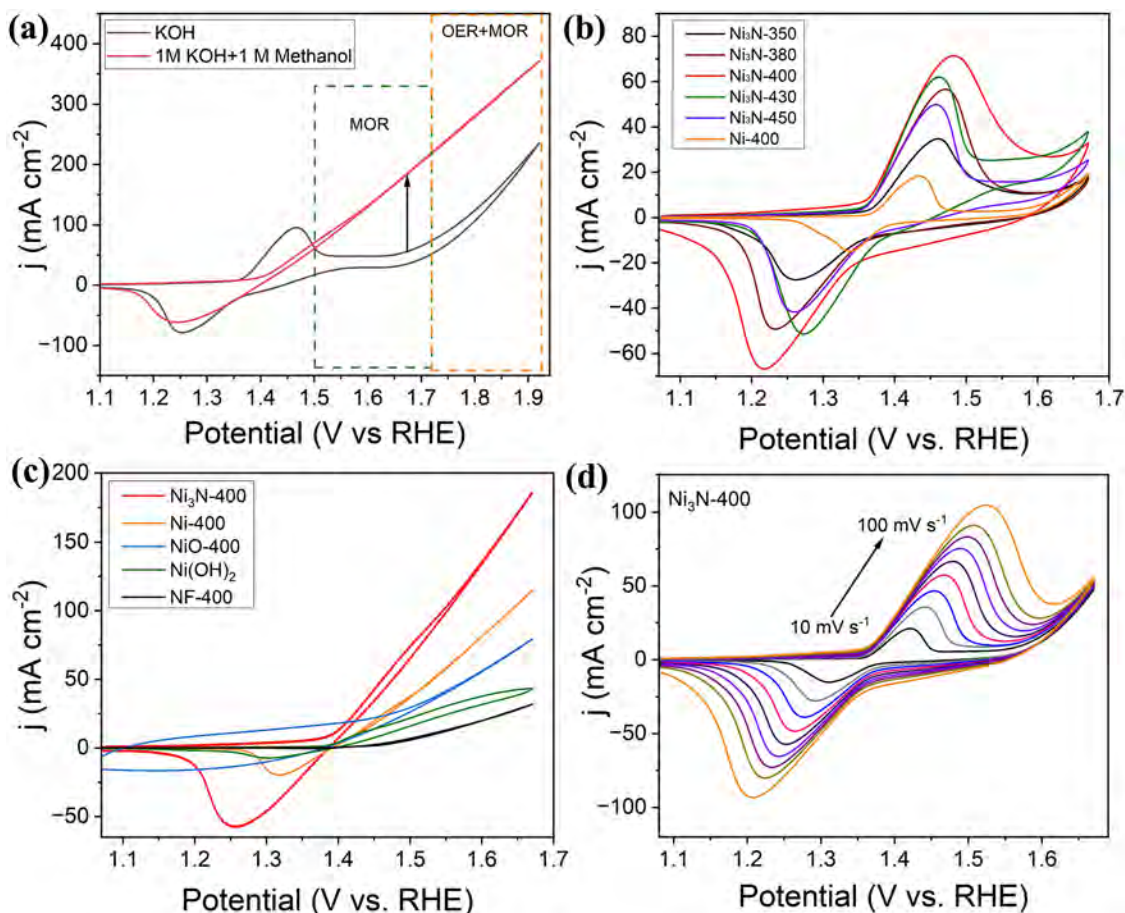 (a)
KOH
1M KOH+1 M Methanol
MOR
OER+MOR
450
400
300
200
100
0
−100
j (mA cm⁻²)
1.1 1.2 1.3 1.4 1.5 1.6 1.7 1.8 1.9
Potential (V vs RHE)
(b)
Ni₃N-350
Ni₃N-380
Ni₃N-400
Ni₃N-430
Ni₃N-450
Ni-400
80
60
40
20
0
−20
−40
−60
j (mA cm⁻²)
1.1 1.2 1.3 1.4 1.5 1.6 1.7
Potential (V vs. RHE)
(c)
Ni₃N-400
Ni-400
NiO-400
Ni(OH)₂
NF-400
200
150
100
50
0
−50
j (mA cm⁻²)
1.1 1.2 1.3 1.4 1.5 1.6 1.7
Potential (V vs. RHE)
(d)
Ni₃N-400
100 mV s⁻¹
10 mV s⁻¹
100
50
0
−50
−100
j (mA cm⁻²)
1.1 1.2 1.3 1.4 1.5 1.6
Potential (V vs. RHE)